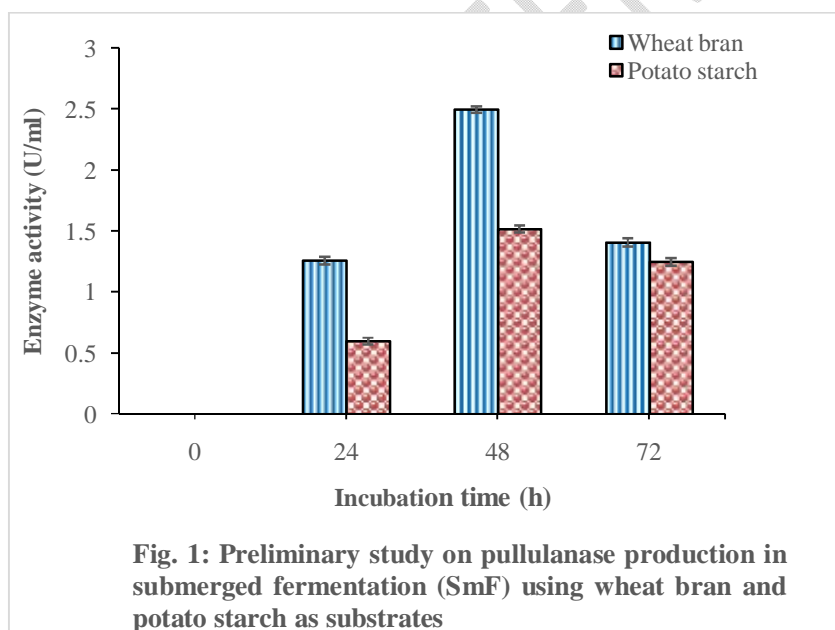 Wheat bran
Potato starch
3
2.5
2
1.5
1
0.5
0
Enzyme activity (U/ml)
0 24 48 72
Incubation time (h)
Fig. 1: Preliminary study on pullulanase production in
submerged fermentation (SmF) using wheat bran and
potato starch as substrates